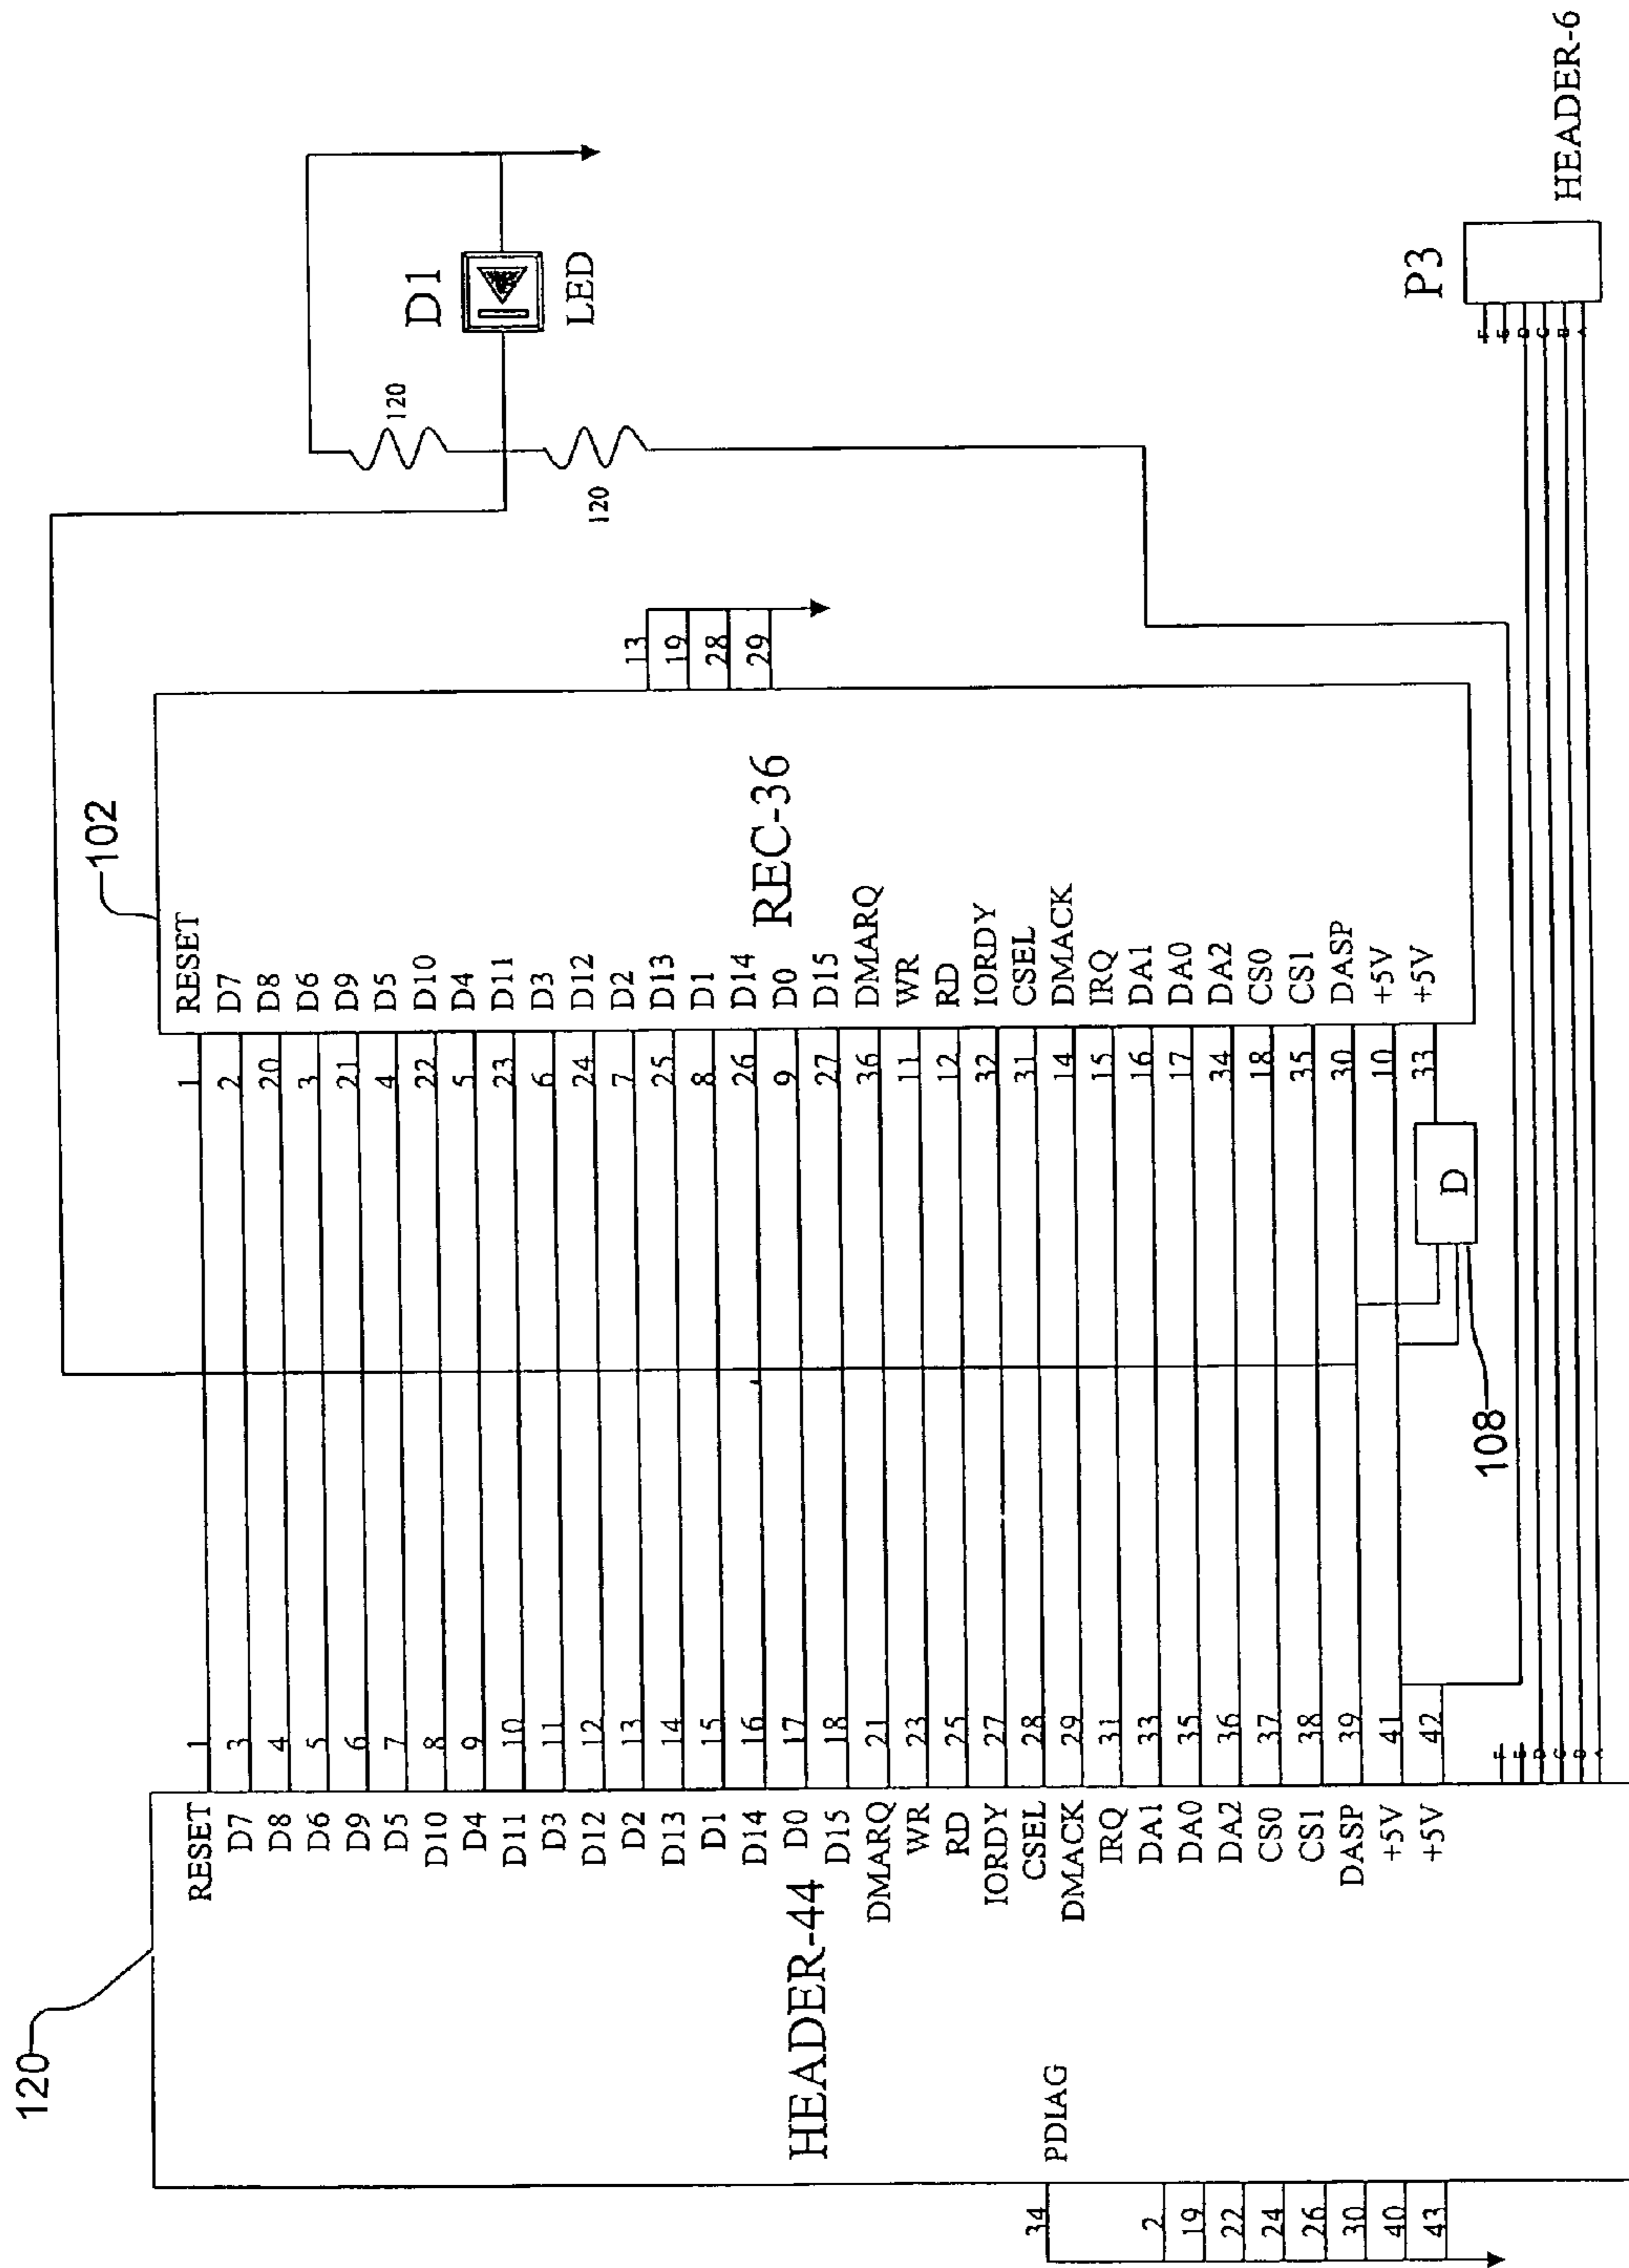 120
HEADER-44
PDIAG
34
2
19
22
24
26
30
40
43
RESET 1
D7 3
D8 4
D6 5
D9 6
D5 7
D10 8
D4 9
D11 10
D3 11
D12 12
D2 13
D13 14
D1 15
D14 16
D0 17
D15 18
DMARQ 21
WR 23
RD 25
IORDY 27
CSEL 28
DMACK 29
IRQ 31
DA1 33
DA0 35
DA2 36
CS0 37
CS1 38
DASP 39
+5V 41
+5V 42
102
REC-36
1 RESET
2 D7
20 D8
3 D6
21 D9
4 D5
22 D10
5 D4
23 D11
6 D3
24 D12
7 D2
25 D13
8 D1
26 D14
9 D0
27 D15
36 DMARQ
11 WR
12 RD
32 IORDY
31 CSEL
14 DMACK
15 IRQ
16 DA1
17 DA0
34 DA2
18 CS0
35 CS1
30 DASP
10 +5V
33 +5V
D
108
13
19
28
29
120
120
D1
LED
P3
HEADER-6